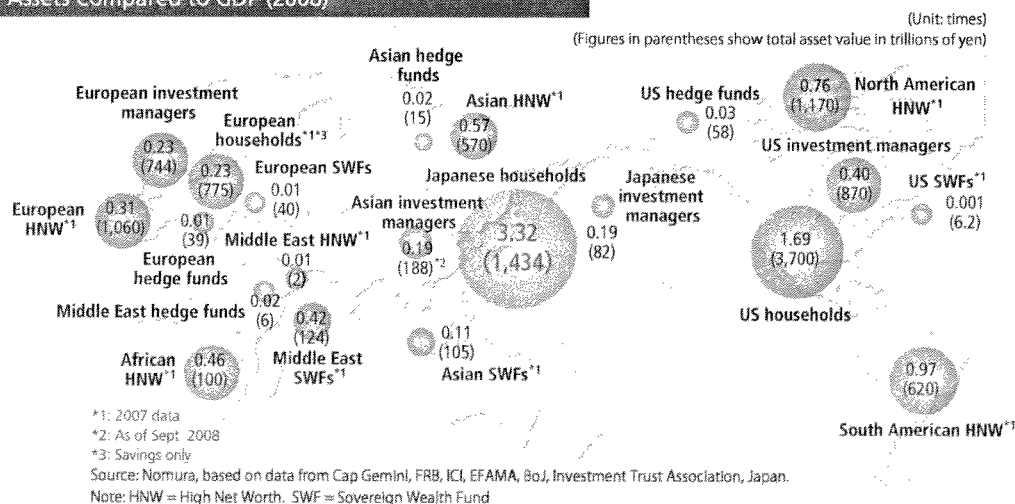 Assets Compared to GDP (2008)
(Unit: times)
(Figures in parentheses show total asset value in trillions of yen)
Asian hedge
funds
0.02
(15)
Asian HNW*1
0.57
(570)
US hedge funds
0.03
(58)
0.76
(1,170)
North American
HNW*1
European investment
managers
0.23
(744)
European
households*1*3
0.23
(775)
European SWFs
0.01
(40)
US investment managers
0.40
(870)
US SWFs*1
0.001
(6.2)
Japanese households
3.32
(1,434)
Japanese
investment
managers
0.19
(82)
Asian investment
managers
0.19
(188)*2
European
HNW*1
0.31
(1,060)
0.01
(39)
European
hedge funds
Middle East HNW*1
0.01
(2)
1.69
(3,700)
US households
Middle East hedge funds
0.02
(6)
0.42
(124)
Middle East
SWFs*1
0.11
(105)
Asian SWFs*1
African
HNW*1
0.46
(100)
0.97
(620)
South American HNW*1
*1: 2007 data
*2: As of Sept 2008
*3: Savings only
Source: Nomura, based on data from Cap Gemini, FRB, ICI, EFAMA, BoJ, Investment Trust Association, Japan.
Note: HNW = High Net Worth. SWF = Sovereign Wealth Fund